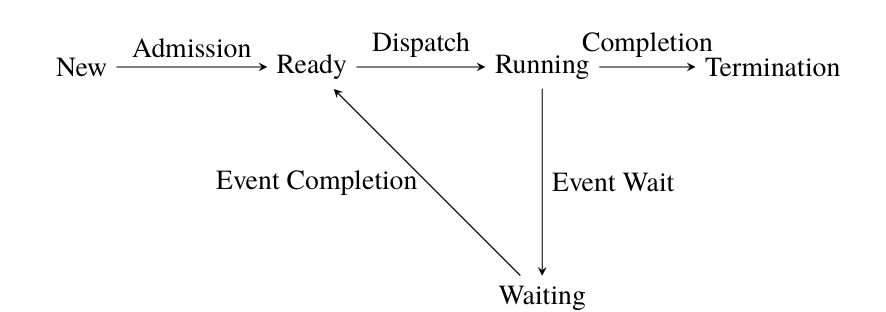 Admission
Dispatch
Completion
New
Ready
Running
Termination
Event Completion
Event Wait
Waiting